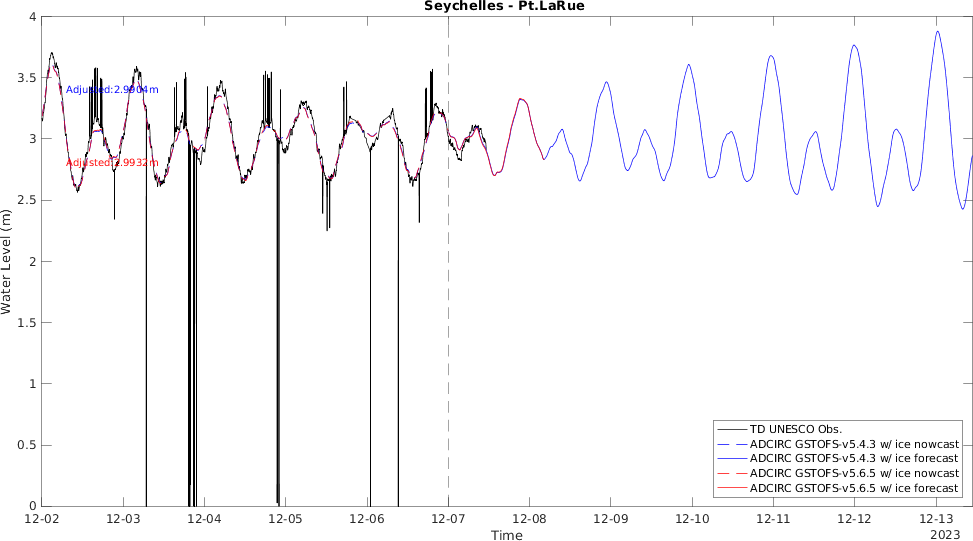 Seychelles - Pt.LaRue
4
3.5
3
2.5
2
1.5
1
0.5
0
Water Level (m)
Adjusted:2.9904m
Adjusted:2.9932m
12-02 12-03 12-04 12-05 12-06 12-07 12-08 12-09 12-10 12-11 12-12 12-13
2023
Time
TD UNESCO Obs.
ADCIRC GSTOFS-v5.4.3 w/ ice nowcast
ADCIRC GSTOFS-v5.4.3 w/ ice forecast
ADCIRC GSTOFS-v5.6.5 w/ ice nowcast
ADCIRC GSTOFS-v5.6.5 w/ ice forecast